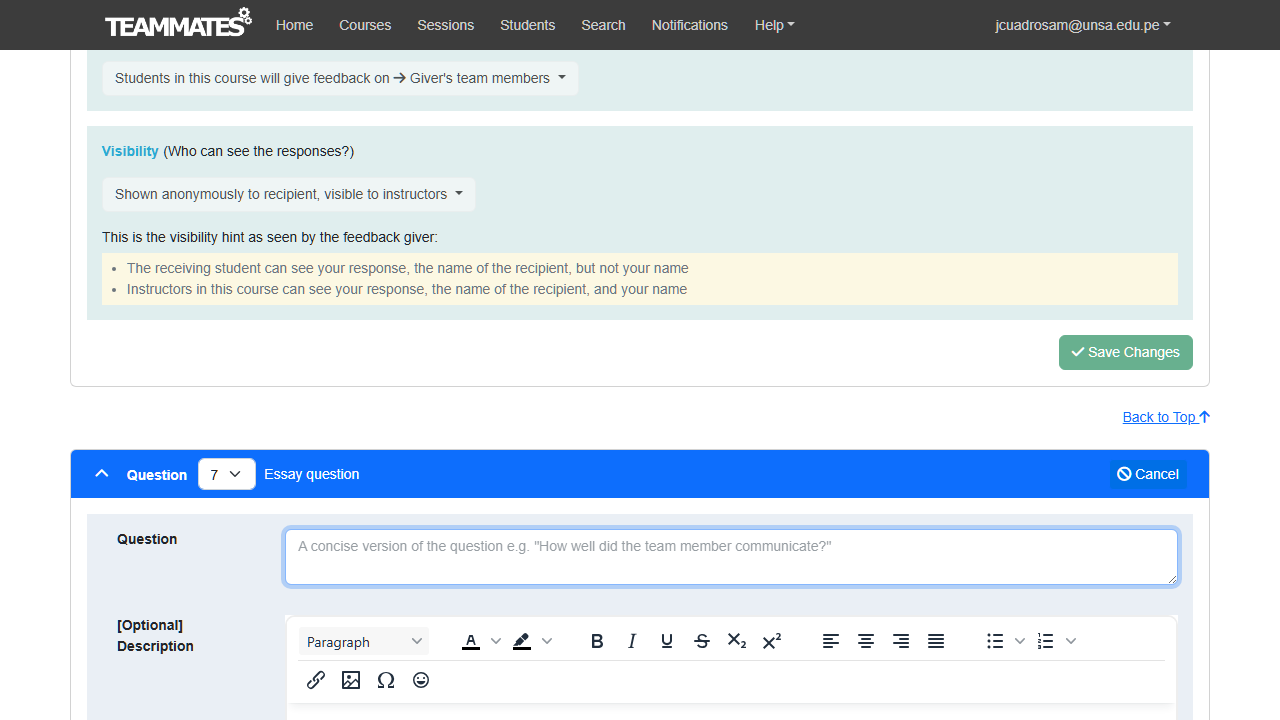 TEAMMATES Home Courses Sessions Students Search Notifications Help jcuadrosam@unsa.edu.pe
Students in this course will give feedback on → Giver's team members
Visibility (Who can see the responses?)
Shown anonymously to recipient, visible to instructors
This is the visibility hint as seen by the feedback giver:
• The receiving student can see your response, the name of the recipient, but not your name
• Instructors in this course can see your response, the name of the recipient, and your name
Save Changes
Back to Top
Question 7 Essay question Cancel
Question
A concise version of the question e.g. "How well did the team member communicate?"
[Optional]
Description
Paragraph